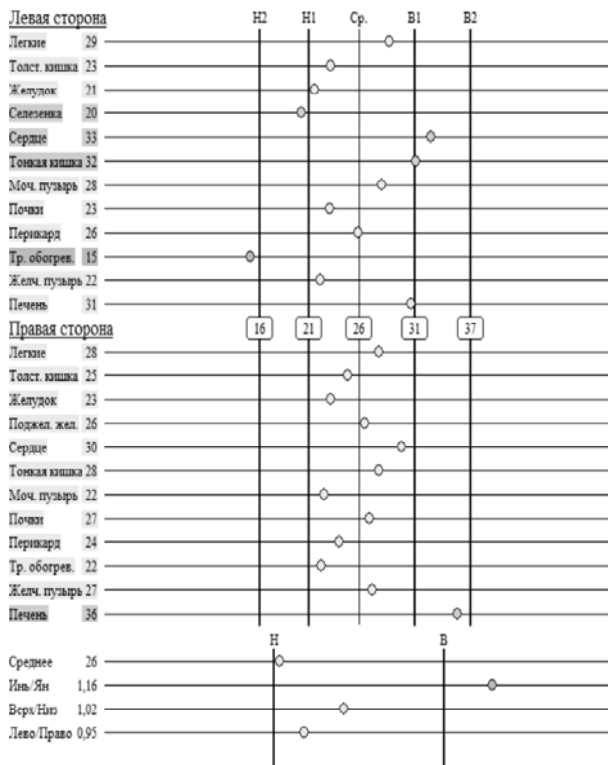 Левая сторона Н2 Н1 Ср. В1 В2
Легкие 29
Толст. кишка 23
Желудок 21
Селезенка 20
Сердце 33
Тонкая кишка 32
Моч. пузырь 28
Почки 23
Перикард 26
Тр. обогрев. 15
Желч. пузырь 22
Печень 31
Правая сторона 16 21 26 31 37
Легкие 28
Толст. кишка 25
Желудок 23
Поджел. жел. 26
Сердце 30
Тонкая кишка 28
Моч. пузырь 22
Почки 27
Перикард 24
Тр. обогрев. 22
Желч. пузырь 27
Печень 36
Н В
Среднее 26
Инь/Ян 1,16
Верх/Низ 1,02
Лево/Право 0,95